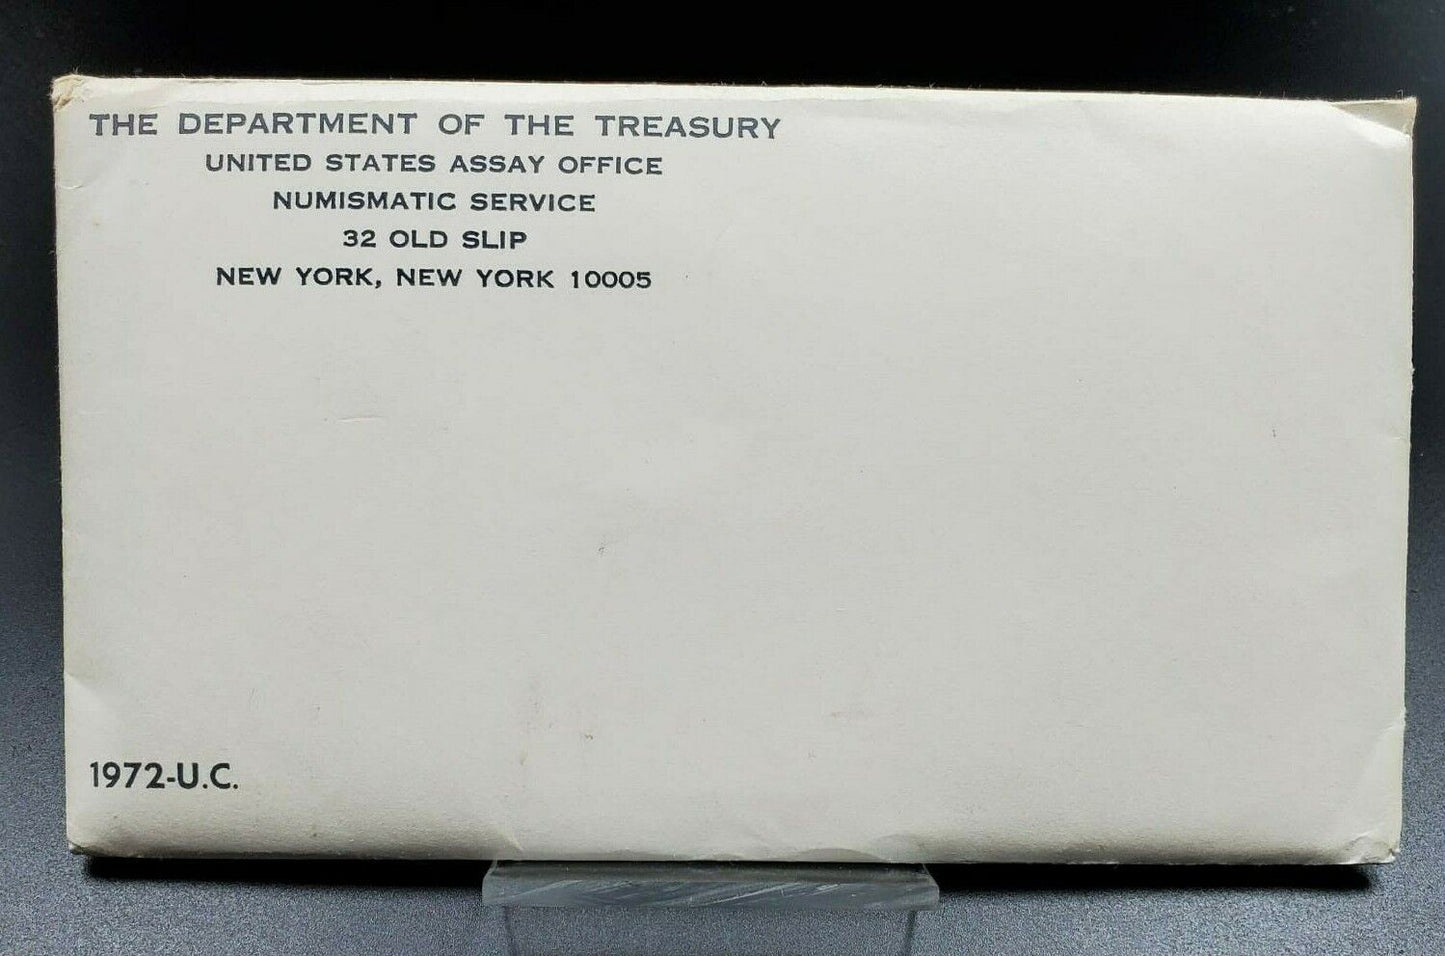 THE DEPARTMENT OF THE TREASURY
UNITED STATES ASSAY OFFICE
NUMISMATIC SERVICE
32 OLD SLIP
NEW YORK, NEW YORK 10005
1972-U.C.